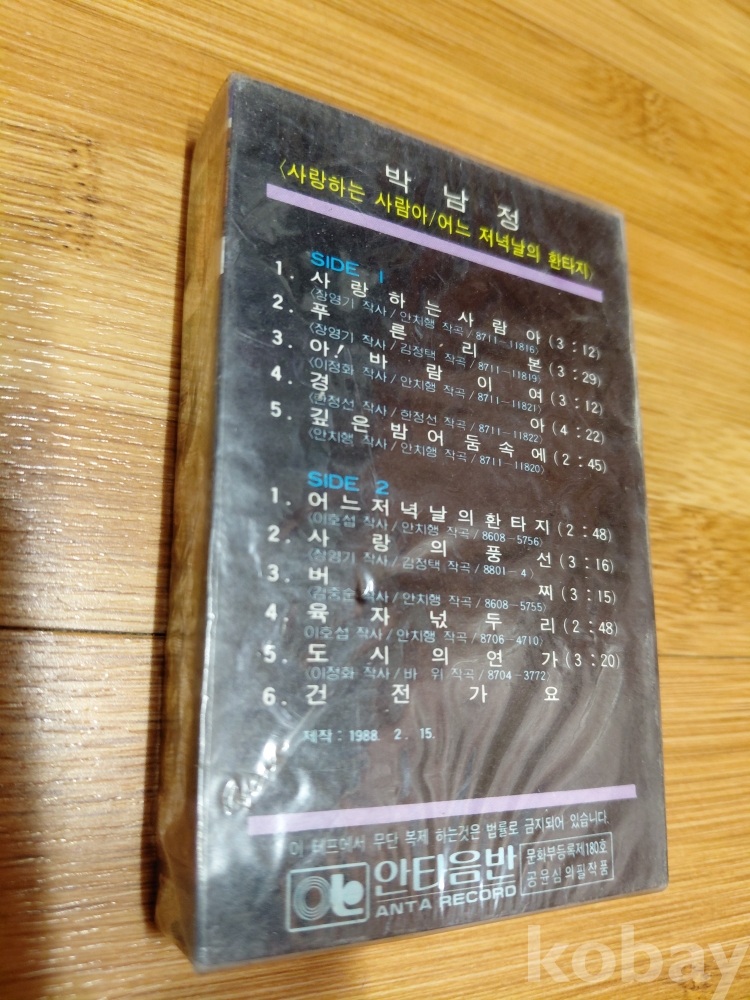 박남정
〈사랑하는 사람아/어느 저녁날의 환타지〉
SIDE 1
1. 사랑하는사람아(3:12)
〈장영기 작사/안치행 작곡/8711-11816〉
2. 푸른리본(3:29)
〈장영기 작사/김정택 작곡/8711-11819〉
3. 아!바람이여(3:12)
〈이정화 작사/안치행 작곡/8711-11821〉
4. 경아(4:22)
〈한정선 작사/한정선 작곡/8711-11822〉
5. 깊은밤어둠속에(2:45)
〈안치행 작사/안치행 작곡/8711-11820〉
SIDE 2
1. 어느저녁날의환타지(2:48)
〈이호섭 작사/안치행 작곡/8608-5756〉
2. 사랑의풍선(3:16)
〈장영기 작사/김정택 작곡/8801-4〉
3. 버찌(3:15)
작사/안치행 작곡/8608-5755〉
4. 육자넋두리(2:48)
이호섭 작사/안치행 작곡/8706-4710〉
5. 도시의연가(3:20)
〈이정화 작사/바 위 작곡/8704-3772〉
6. 건전가요
제작:1988. 2. 15.
이 테프에서 무단 복제 하는것은 법률로 금지되어 있습니다.
안타음반
ANTA RECORD
문화부등록제180호
공윤심의필작품
kobay